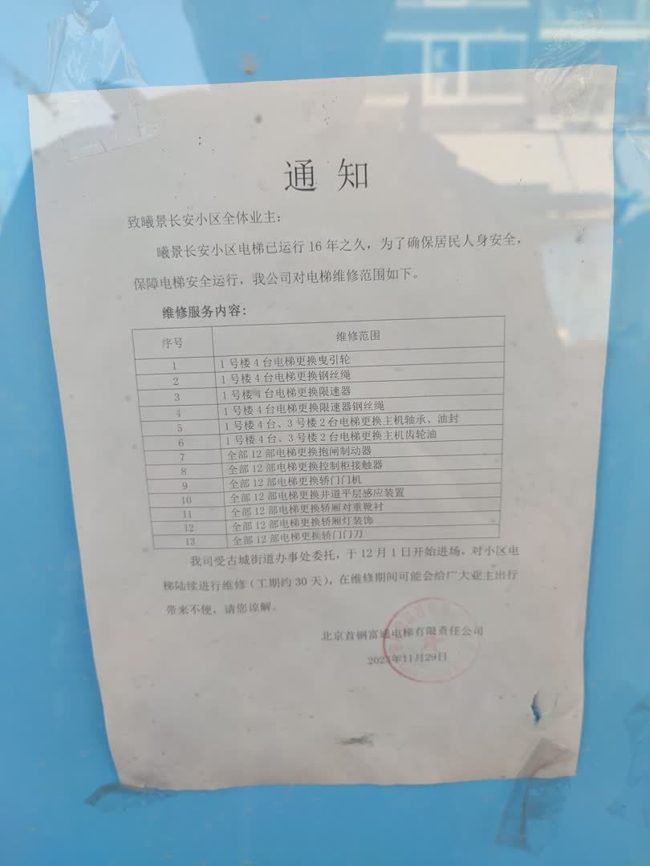 通知
致曦景长安小区全体业主：
曦景长安小区电梯已运行16年之久，为了确保居民人身安全，
保障电梯安全运行，我公司对电梯维修范围如下。
维修服务内容：
序号 维修范围
1 1号楼4台电梯更换曳引轮
2 1号楼4台电梯更换钢丝绳
3 1号楼4台电梯更换限速器
4 1号楼4台电梯更换限速器钢丝绳
5 1号楼4台、3号楼2台电梯更换主机轴承、油封
6 1号楼4台、3号楼2台电梯更换主机齿轮油
7 全部12部电梯更换抱闸制动器
8 全部12部电梯更换控制柜接触器
9 全部12部电梯更换轿门门机
10 全部12部电梯更换井道平层感应装置
11 全部12部电梯更换轿厢对重靴衬
12 全部12部电梯更换轿厢灯装饰
13 全部12部电梯更换轿门门刀
我司受古城街道办事处委托，于12月1日开始进场，对小区电
梯陆续进行维修（工期约30天），在维修期间可能会给广大业主出行
带来不便，请您谅解。
北京首钢富通电梯有限责任公司
2023年11月29日